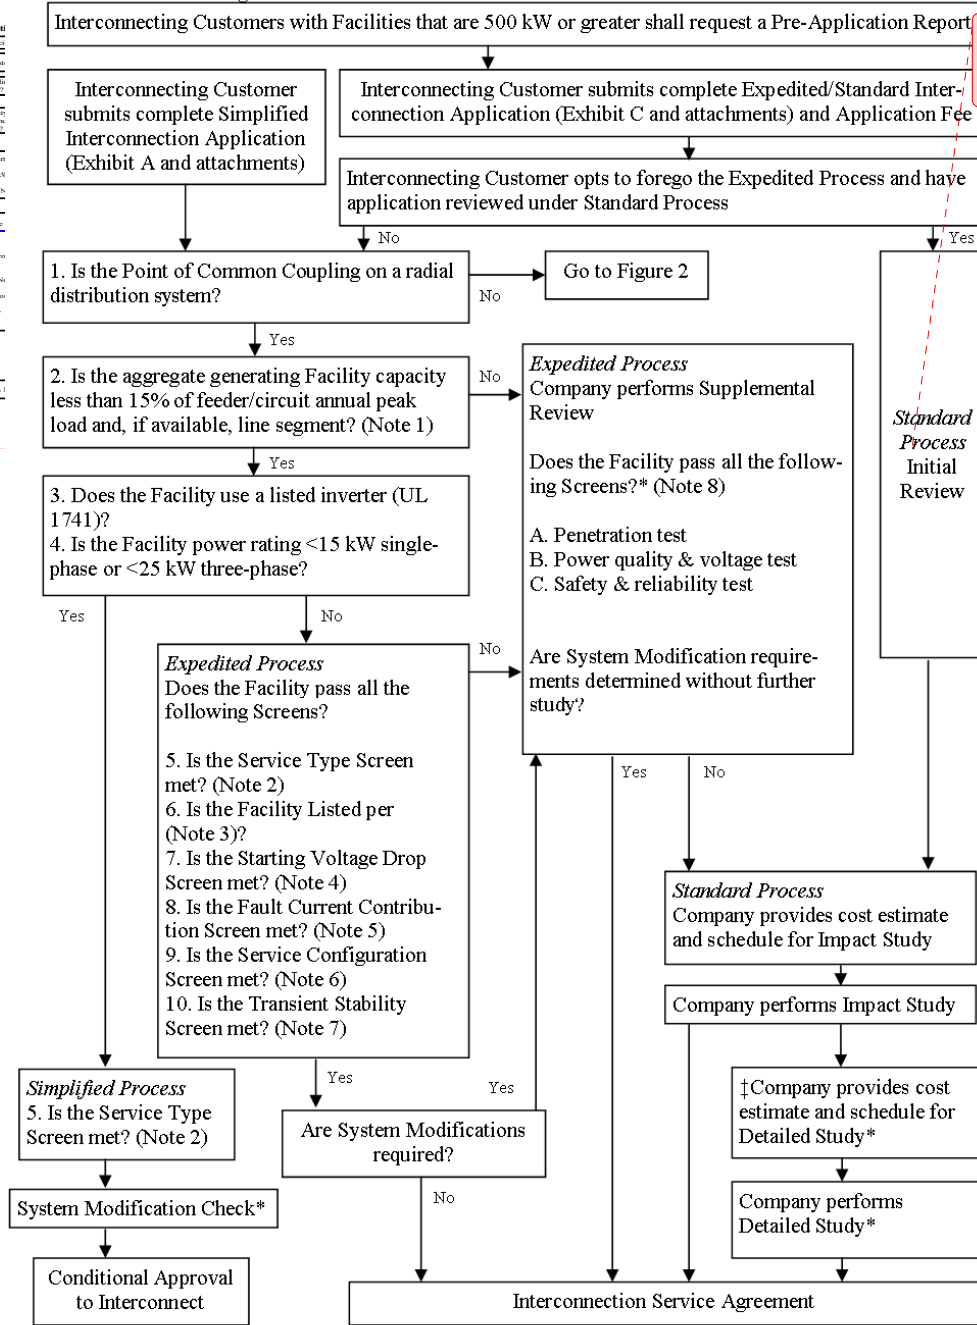 Interconnecting Customers with Facilities that are 500 kW or greater shall request a Pre-Application Report
Interconnecting Customer
submits complete Simplified
Interconnection Application
(Exhibit A and attachments)
Interconnecting Customer submits complete Expedited/Standard Inter-
connection Application (Exhibit C and attachments) and Application Fee
Interconnecting Customer opts to forego the Expedited Process and have
application reviewed under Standard Process
No
Yes
1. Is the Point of Common Coupling on a radial
distribution system?
No
Go to Figure 2
Yes
2. Is the aggregate generating Facility capacity
less than 15% of feeder/circuit annual peak
load and, if available, line segment? (Note 1)
No
Yes
Expedited Process
Company performs Supplemental
Review
Does the Facility pass all the follow-
ing Screens?* (Note 8)
A. Penetration test
B. Power quality & voltage test
C. Safety & reliability test
Are System Modification require-
ments determined without further
study?
Standard
Process
Initial
Review
3. Does the Facility use a listed inverter (UL
1741)?
4. Is the Facility power rating <15 kW single-
phase or <25 kW three-phase?
Yes
No
Expedited Process
Does the Facility pass all the
following Screens?
5. Is the Service Type Screen
met? (Note 2)
6. Is the Facility Listed per
(Note 3)?
7. Is the Starting Voltage Drop
Screen met? (Note 4)
8. Is the Fault Current Contribu-
tion Screen met? (Note 5)
9. Is the Service Configuration
Screen met? (Note 6)
10. Is the Transient Stability
Screen met? (Note 7)
No
Yes
No
Standard Process
Company provides cost estimate
and schedule for Impact Study
Company performs Impact Study
‡Company provides cost
estimate and schedule for
Detailed Study*
Company performs
Detailed Study*
Simplified Process
5. Is the Service Type
Screen met? (Note 2)
System Modification Check*
Conditional Approval
to Interconnect
Yes
Yes
Are System Modifications
required?
No
Interconnection Service Agreement